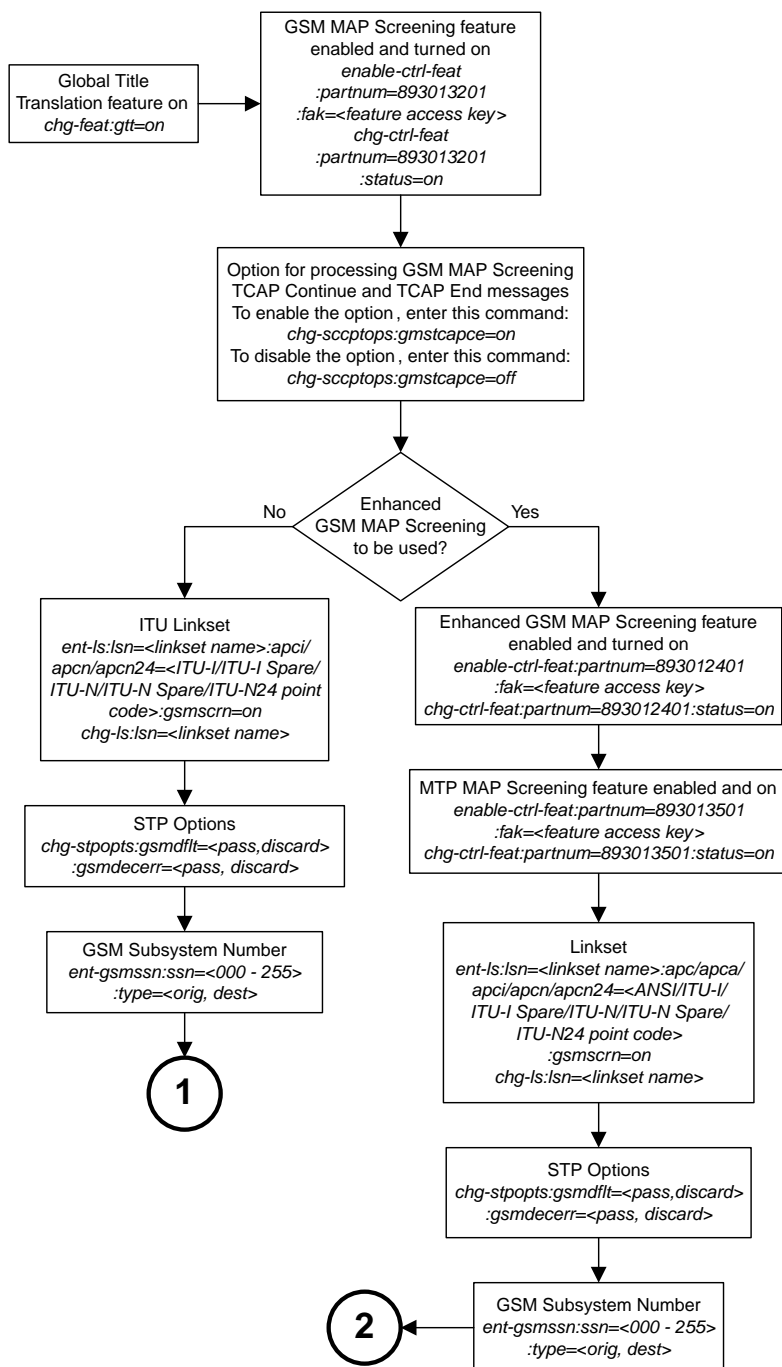 GSM MAP Screening feature
enabled and turned on
enable-ctrl-feat
:partnum=893013201
:fak=<feature access key>
chg-ctrl-feat
:partnum=893013201
:status=on
Global Title
Translation feature on
chg-feat:gtt=on
Option for processing GSM MAP Screening
TCAP Continue and TCAP End messages
To enable the option, enter this command:
chg-sccptops:gmstcapce=on
To disable the option, enter this command:
chg-sccptops:gmstcapce=off
Enhanced
GSM MAP Screening
to be used?
No
Yes
ITU Linkset
ent-ls:lsn=<linkset name>:apci/
apcn/apcn24=<ITU-I/ITU-I Spare/
ITU-N/ITU-N Spare/ITU-N24 point
code>:gsmscrn=on
chg-ls:lsn=<linkset name>
STP Options
chg-stpopts:gsmdflt=<pass,discard>
:gsmdecerr=<pass, discard>
GSM Subsystem Number
ent-gsmssn:ssn=<000 - 255>
:type=<orig, dest>
1
Enhanced GSM MAP Screening feature
enabled and turned on
enable-ctrl-feat:partnum=893012401
:fak=<feature access key>
chg-ctrl-feat:partnum=893012401:status=on
MTP MAP Screening feature enabled and on
enable-ctrl-feat:partnum=893013501
:fak=<feature access key>
chg-ctrl-feat:partnum=893013501:status=on
Linkset
ent-ls:lsn=<linkset name>:apc/apca/
apci/apcn/apcn24=<ANSI/ITU-I/
ITU-I Spare/ITU-N/ITU-N Spare/
ITU-N24 point code>
:gsmscrn=on
chg-ls:lsn=<linkset name>
STP Options
chg-stpopts:gsmdflt=<pass,discard>
:gsmdecerr=<pass, discard>
GSM Subsystem Number
ent-gsmssn:ssn=<000 - 255>
:type=<orig, dest>
2